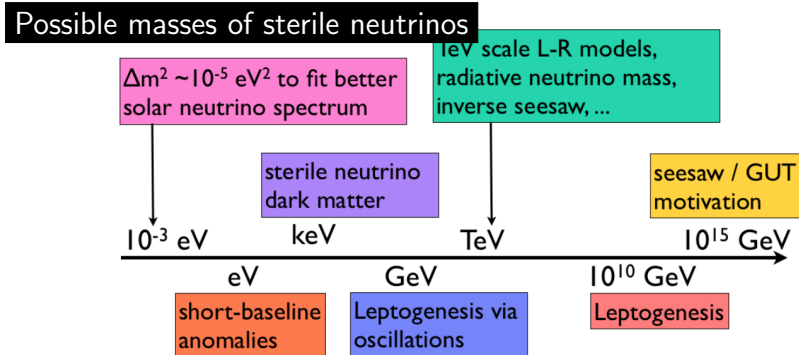 Possible masses of sterile neutrinos
TeV scale L-R models,
radiative neutrino mass,
inverse seesaw, ...
Δm² ~10⁻⁵ eV² to fit better
solar neutrino spectrum
sterile neutrino
dark matter
seesaw / GUT
motivation
10⁻³ eV
keV
TeV
10¹⁵ GeV
eV
GeV
10¹⁰ GeV
short-baseline
anomalies
Leptogenesis via
oscillations
Leptogenesis